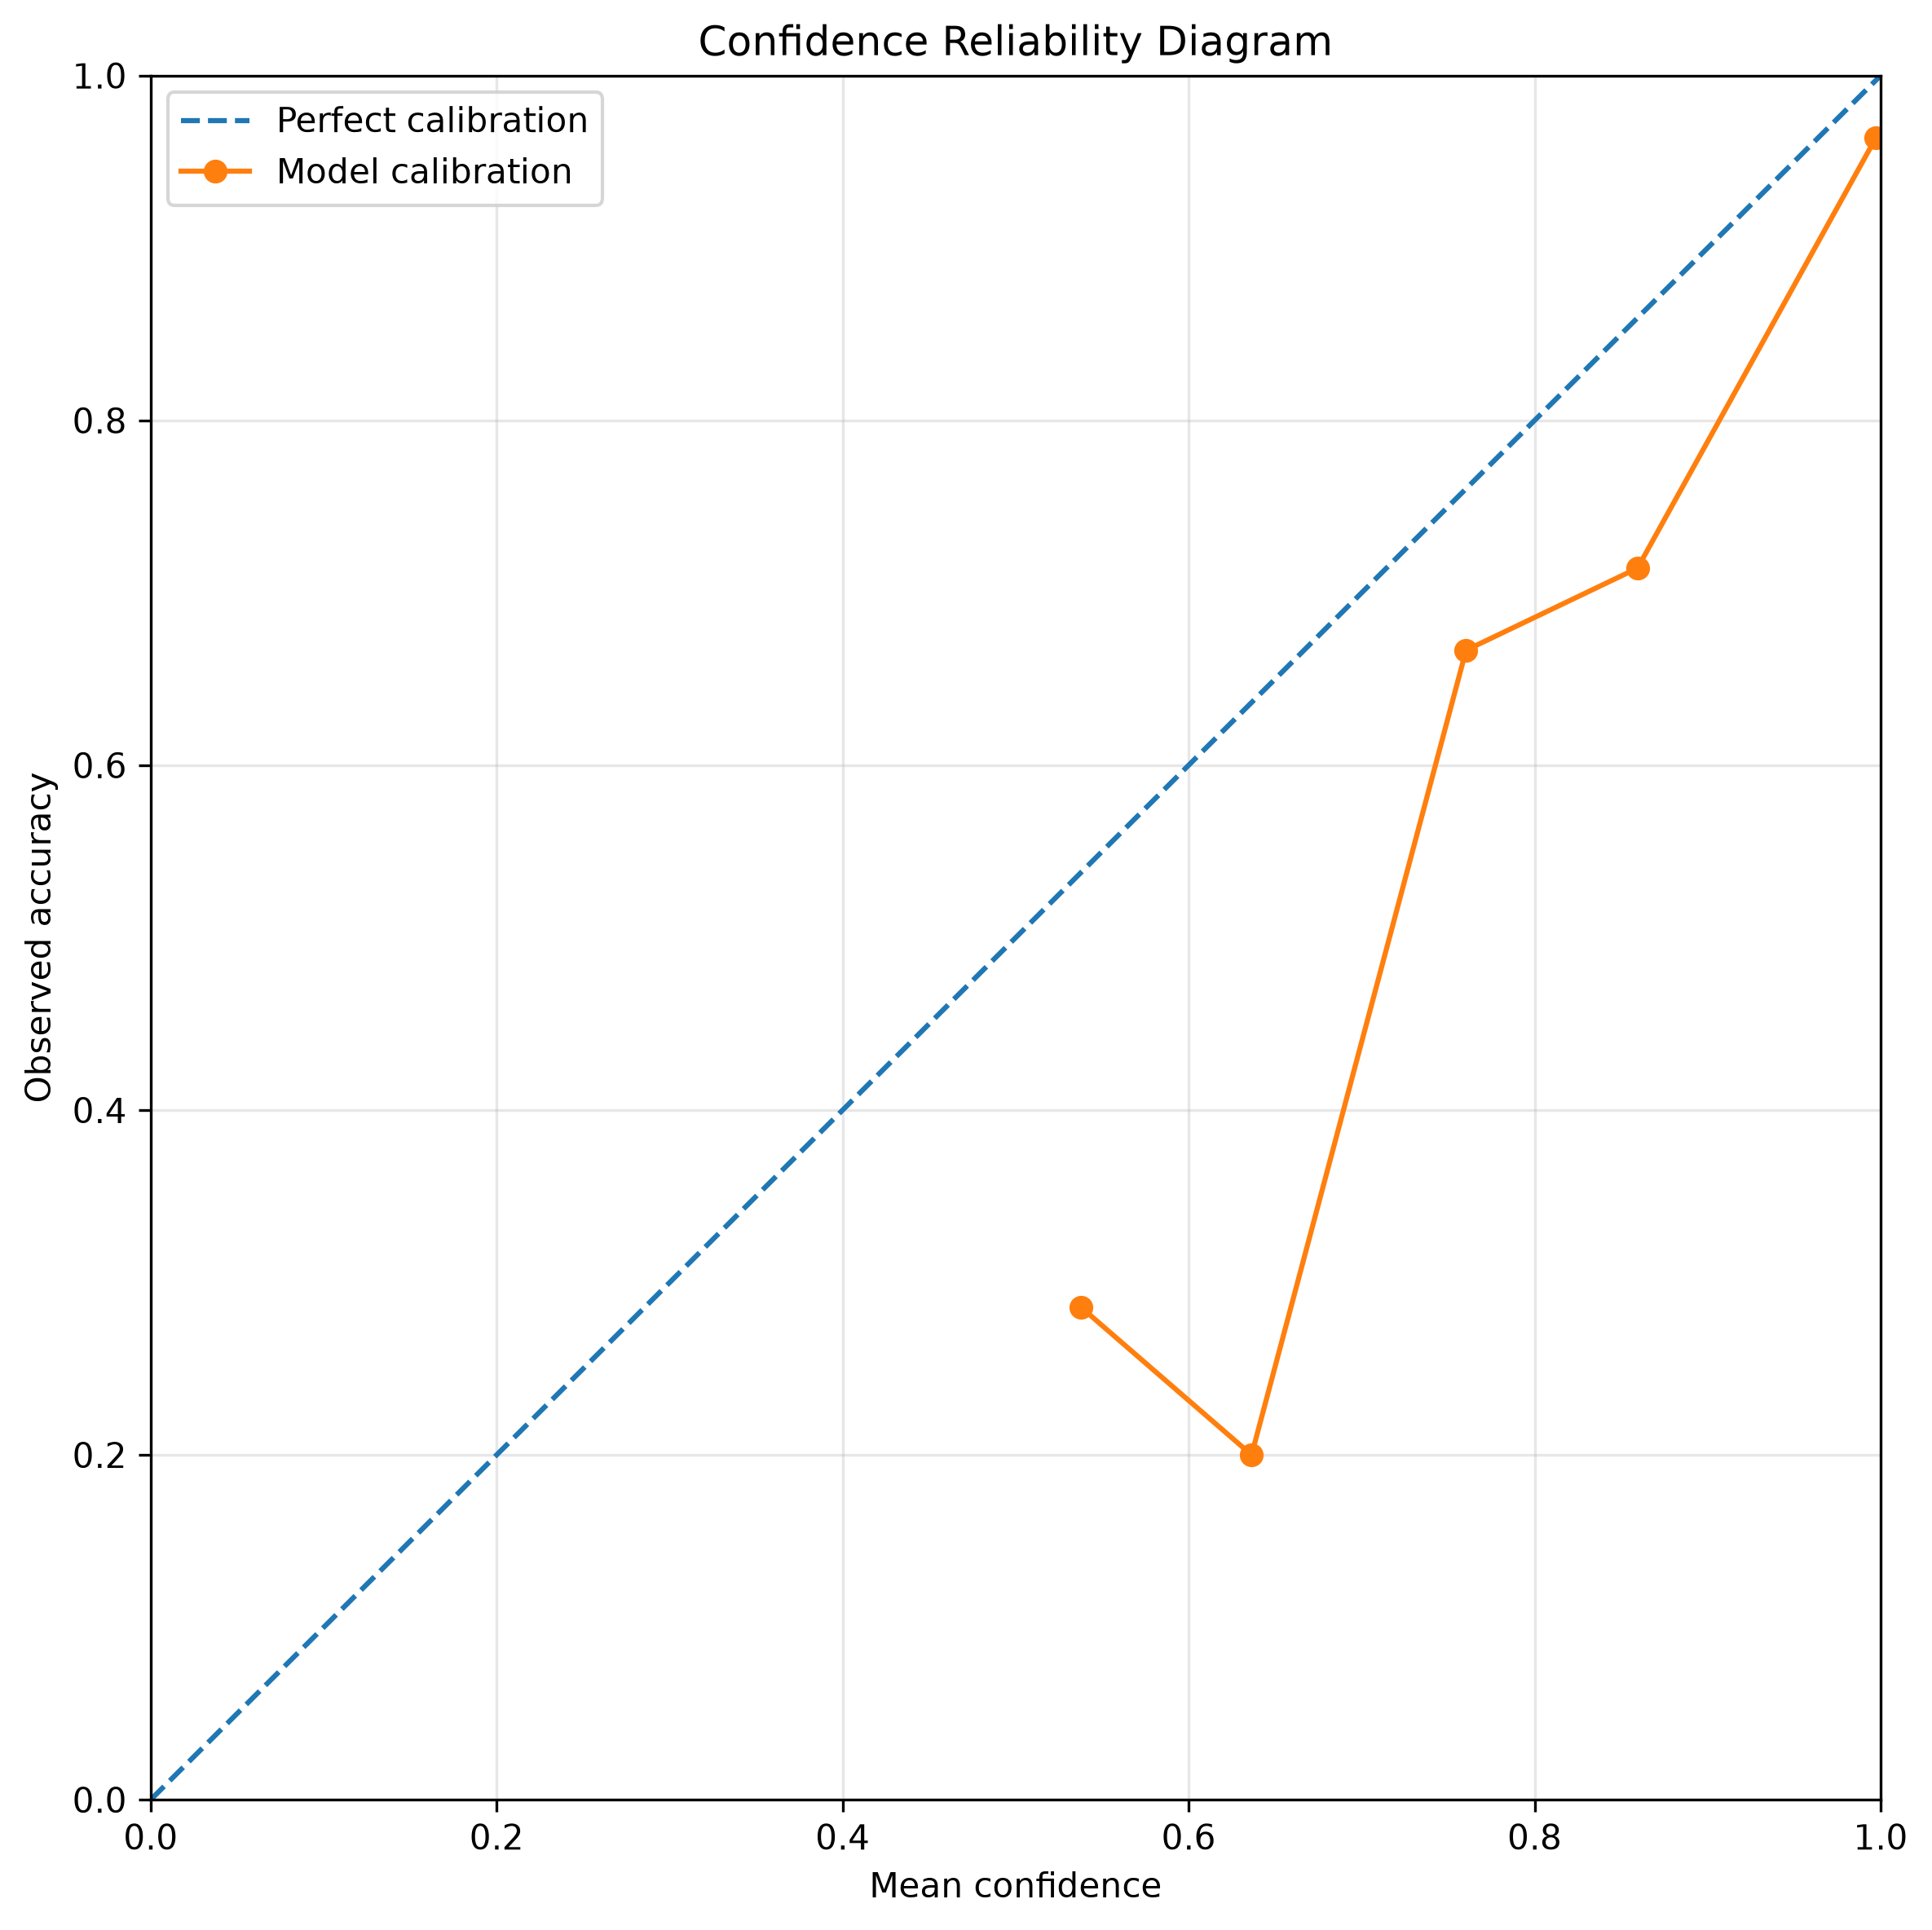 Confidence Reliability Diagram
Perfect calibration
Model calibration
Observed accuracy
1.0
0.8
0.6
0.4
0.2
0.0
0.0 0.2 0.4 0.6 0.8 1.0
Mean confidence